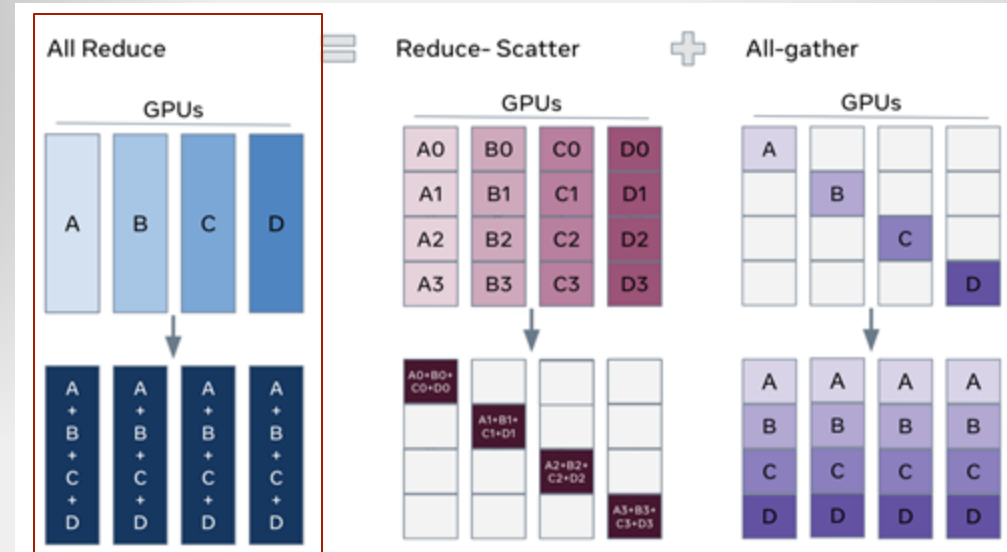 All Reduce = Reduce- Scatter + All-gather
GPUs GPUs GPUs
A B C D
A
+
B
+
C
+
D
A
+
B
+
C
+
D
A
+
B
+
C
+
D
A
+
B
+
C
+
D
A0 B0 C0 D0
A1 B1 C1 D1
A2 B2 C2 D2
A3 B3 C3 D3
A0+B0+
C0+D0
A1+B1+
C1+D1
A2+B2+
C2+D2
A3+B3+
C3+D3
A
B
C
D
A A A A
B B B B
C C C C
D D D D